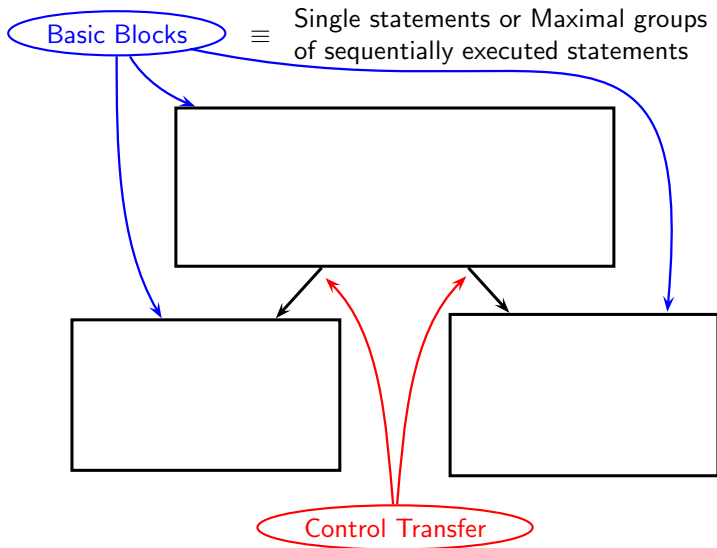 Basic Blocks ≡ Single statements or Maximal groups
of sequentially executed statements
Control Transfer